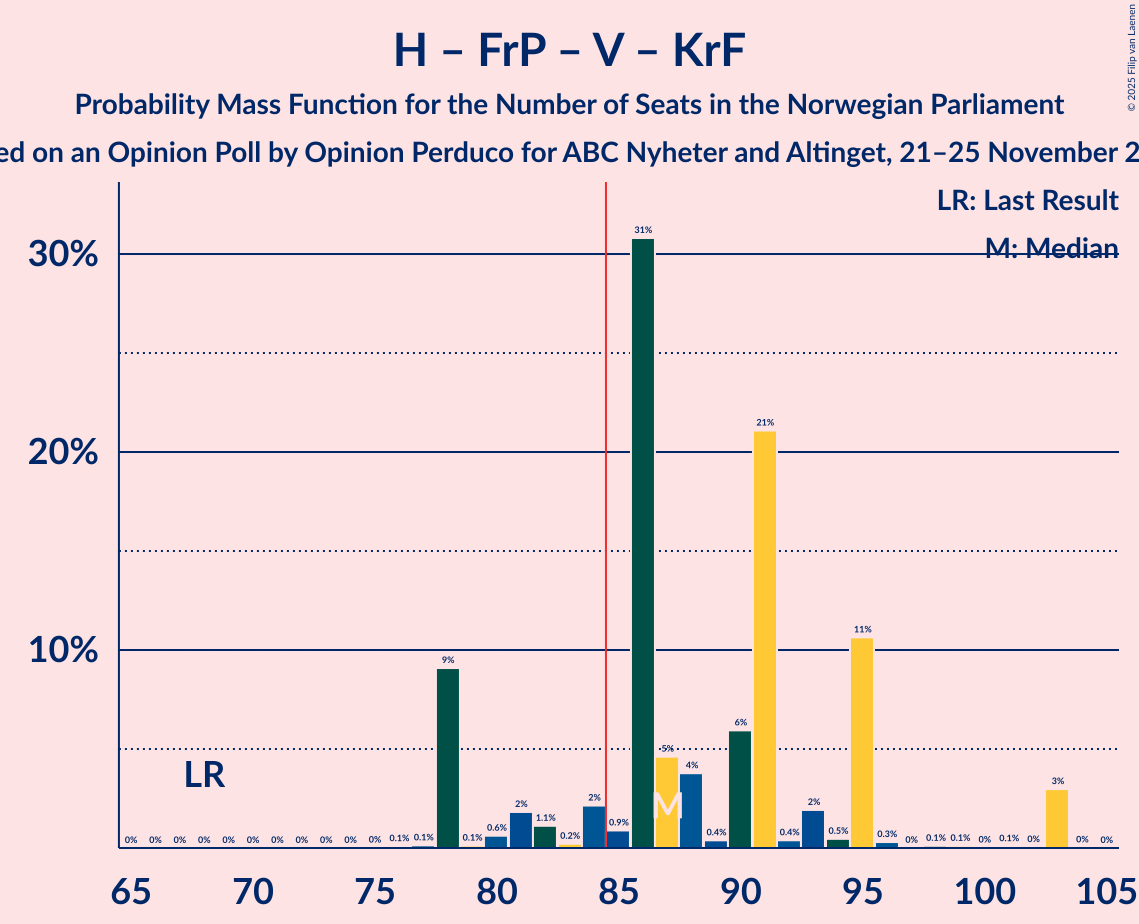 H – FrP – V – KrF
Probability Mass Function for the Number of Seats in the Norwegian Parliament
ed on an Opinion Poll by Opinion Perduco for ABC Nyheter and Altinget, 21–25 November 2
© 2025 Filip van Laenen
LR: Last Result
M: Median
30%
20%
10%
0% 0% 0% 0% 0% 0% 0% 0% 0% 0% 0% 0.1% 0.1% 9% 0.1% 0.6% 2% 1.1% 0.2% 2% 0.9% 31% 5% 4% 0.4% 6% 21% 0.4% 2% 0.5% 11% 0.3% 0% 0.1% 0.1% 0% 0.1% 0% 3% 0% 0%
LR
M
65 70 75 80 85 90 95 100 105